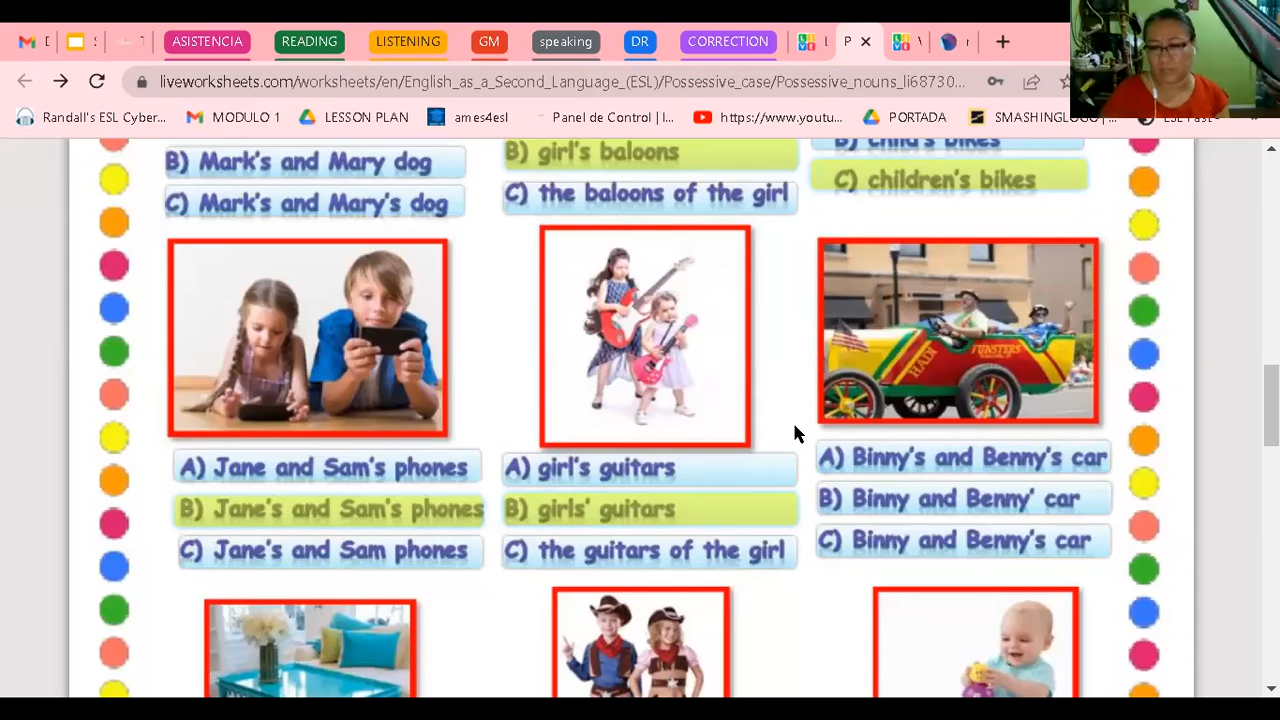 ASISTENCIA
READING
LISTENING
GM
speaking
DR
CORRECTION
P
liveworksheets.com/worksheets/en/English_as_a_Second_Language_(ESL)/Possessive_case/Possessive_nouns_li68730...
Randall's ESL Cyber...
MODULO 1
LESSON PLAN
ames4esl
Panel de Control | I...
https://www.youtu...
PORTADA
SMASHINGLOGO
B) Mark's and Mary dog
C) Mark's and Mary's dog
B) girl's baloons
C) the baloons of the girl
B) child's bikes
C) children's bikes
HADI
FUNSTERS
A) Jane and Sam's phones
B) Jane's and Sam's phones
C) Jane's and Sam phones
A) girl's guitars
B) girls' guitars
C) the guitars of the girl
A) Binny's and Benny's car
B) Binny and Benny' car
C) Binny and Benny's car